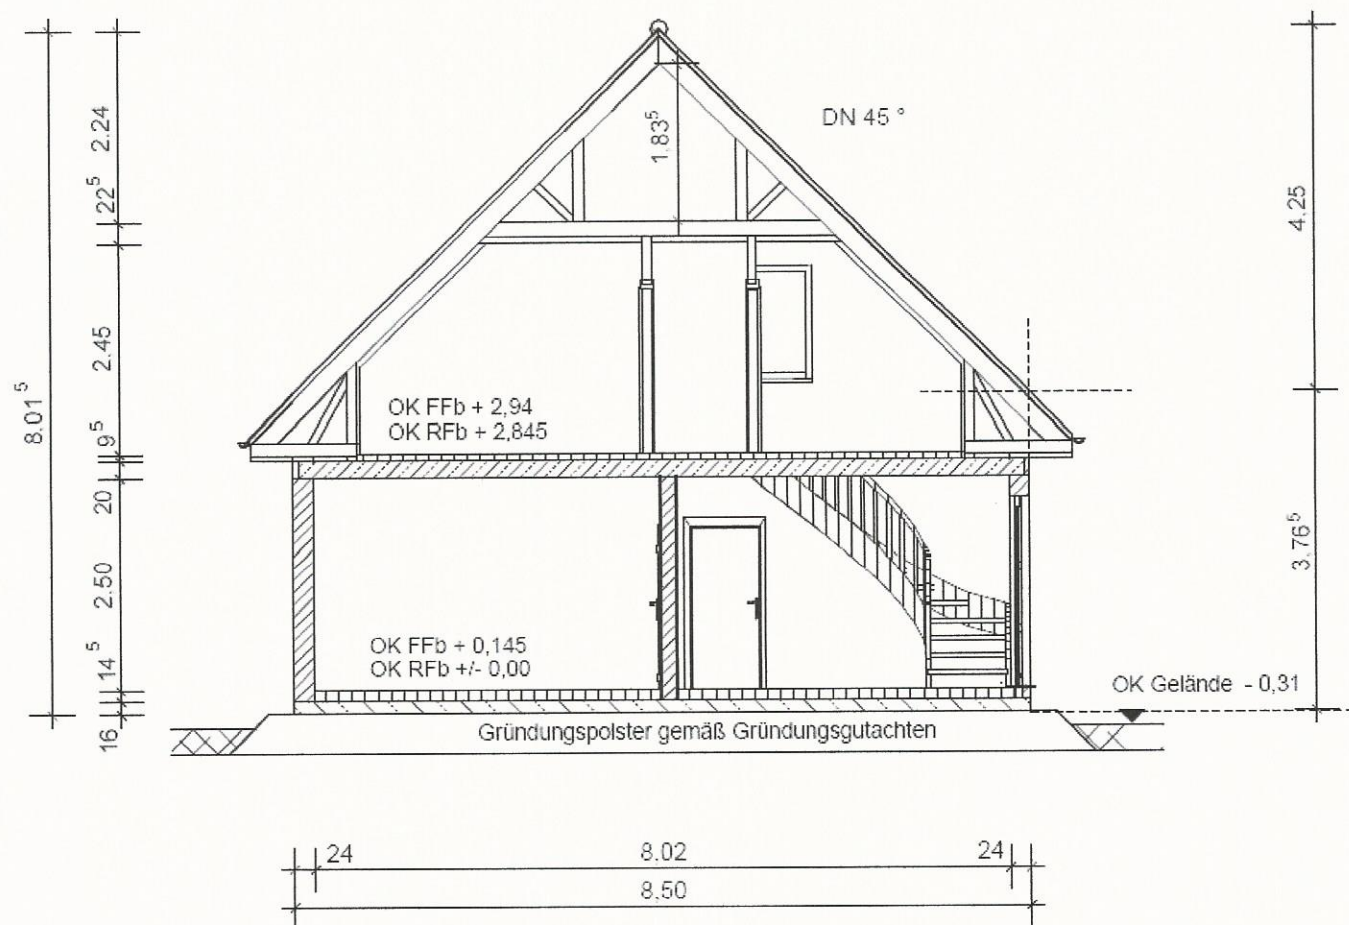 DN 45 °
1.83⁵
2.24
22⁵
2.45
9⁵
20
2.50
14⁵
16
8.01⁵
4.25
3.76⁵
OK FFb + 2,94
OK RFb + 2,845
OK FFb + 0,145
OK RFb +/- 0,00
OK Gelände - 0,31
Gründungspolster gemäß Gründungsgutachten
24
8.02
24
8,50